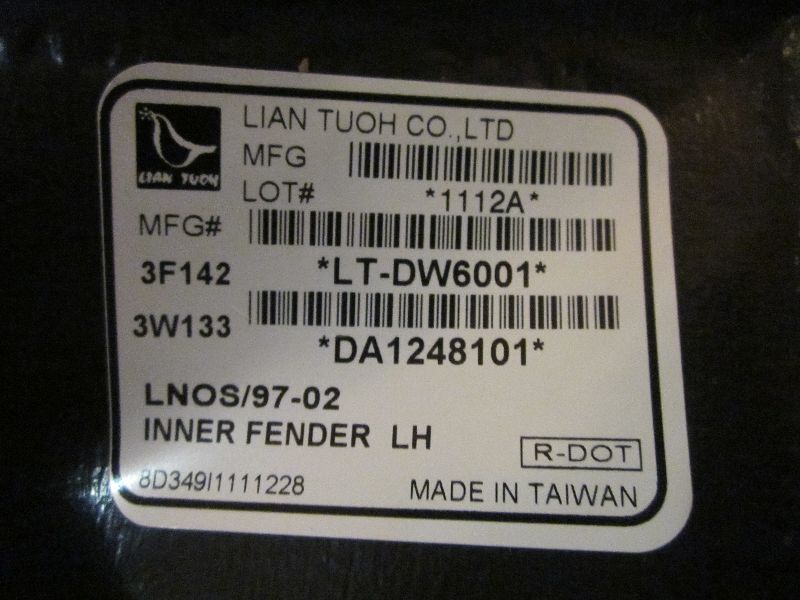 LIAN TUOH
LIAN TUOH CO.,LTD
MFG
LOT#
*1112A*
MFG#
3F142
*LT-DW6001*
3W133
*DA1248101*
LNOS/97-02
INNER FENDER LH
R-DOT
8D349I1111228
MADE IN TAIWAN